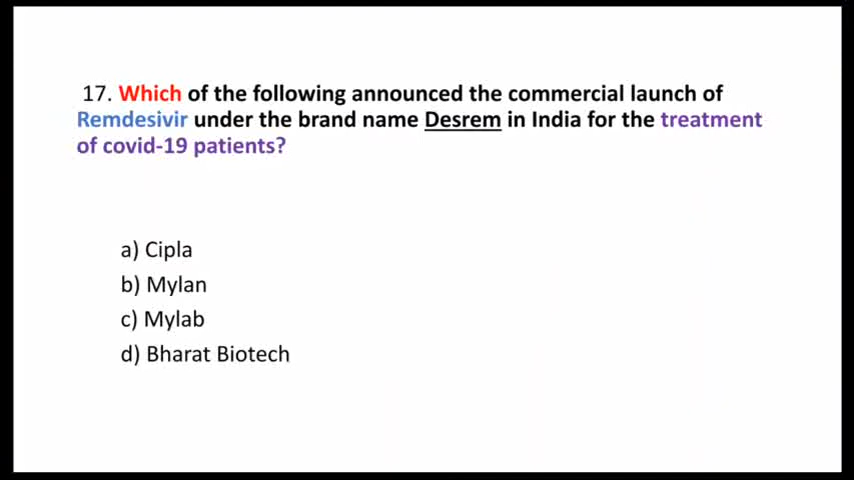 17. Which of the following announced the commercial launch of
Remdesivir under the brand name Desrem in India for the treatment
of covid-19 patients?
a) Cipla
b) Mylan
c) Mylab
d) Bharat Biotech